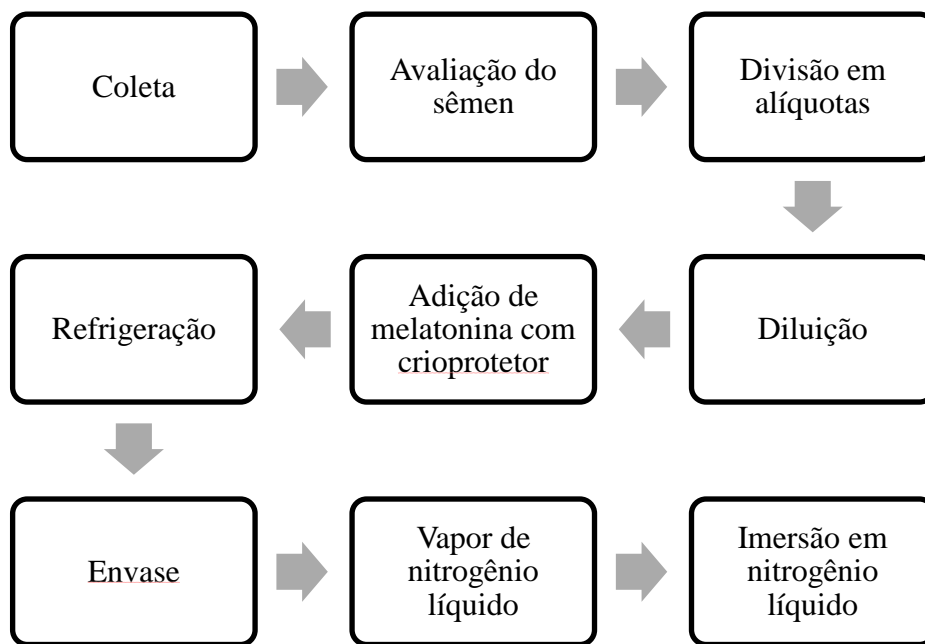 Coleta
Avaliação do
sêmen
Divisão em
alíquotas
Diluição
Adição de
melatonina com
crioprotetor
Refrigeração
Envase
Vapor de
nitrogênio
líquido
Imersão em
nitrogênio
líquido